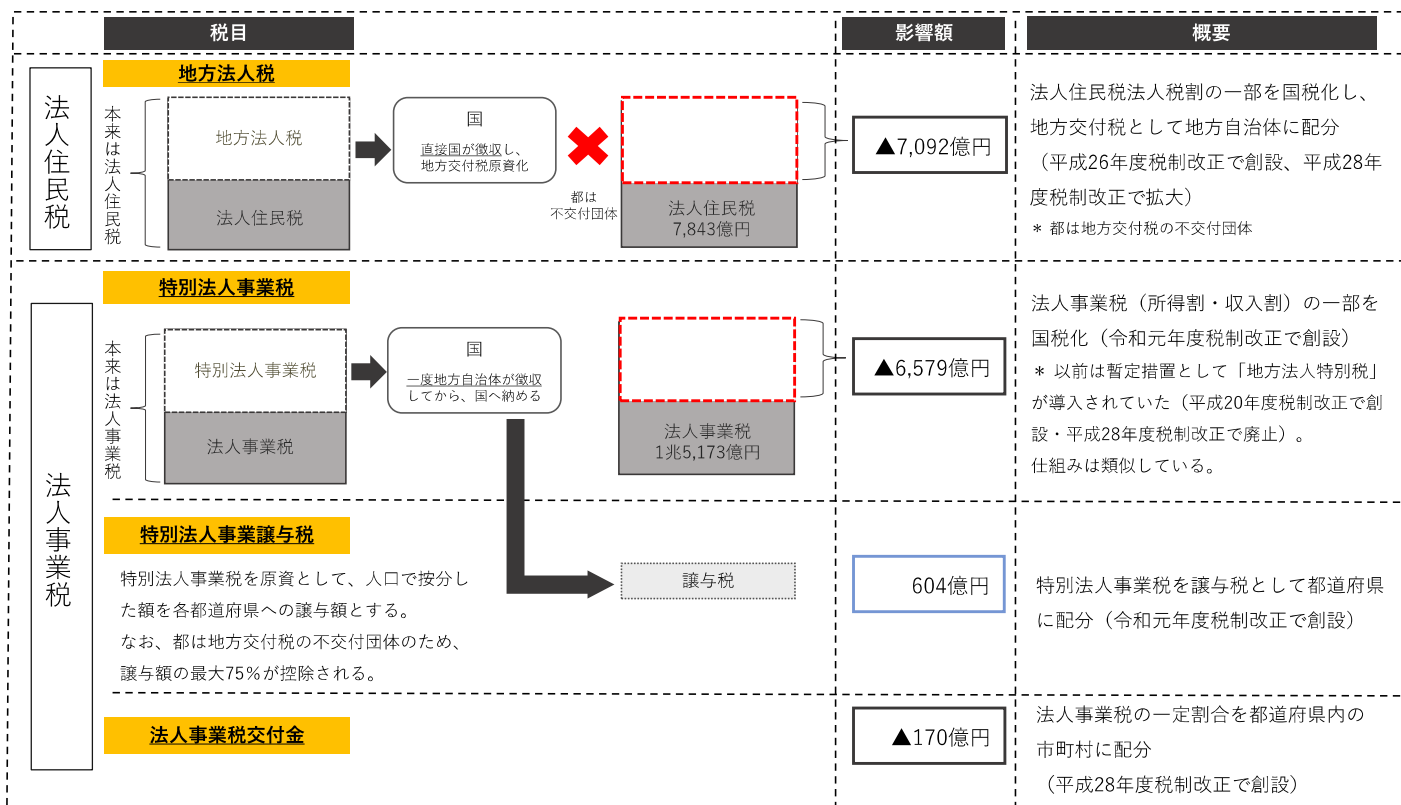 税目
影響額
概要
法人住民税
地方法人税
本来は法人住民税
地方法人税
法人住民税
国
直接国が徴収し、
地方交付税原資化
都は
不交付団体
法人住民税
7,843億円
▲7,092億円
法人住民税法人税割の一部を国税化し、
地方交付税として地方自治体に配分
（平成26年度税制改正で創設、平成28年
度税制改正で拡大）
＊ 都は地方交付税の不交付団体
法人事業税
特別法人事業税
本来は法人事業税
特別法人事業税
法人事業税
国
一度地方自治体が徴収
してから、国へ納める
法人事業税
1兆5,173億円
▲6,579億円
法人事業税（所得割・収入割）の一部を
国税化（令和元年度税制改正で創設）
＊ 以前は暫定措置として「地方法人特別税」
が導入されていた（平成20年度税制改正で創
設・平成28年度税制改正で廃止）。
仕組みは類似している。
特別法人事業譲与税
特別法人事業税を原資として、人口で按分し
た額を各都道府県への譲与額とする。
なお、都は地方交付税の不交付団体のため、
譲与額の最大75％が控除される。
譲与税
604億円
特別法人事業税を譲与税として都道府県
に配分（令和元年度税制改正で創設）
法人事業税交付金
▲170億円
法人事業税の一定割合を都道府県内の
市町村に配分
（平成28年度税制改正で創設）